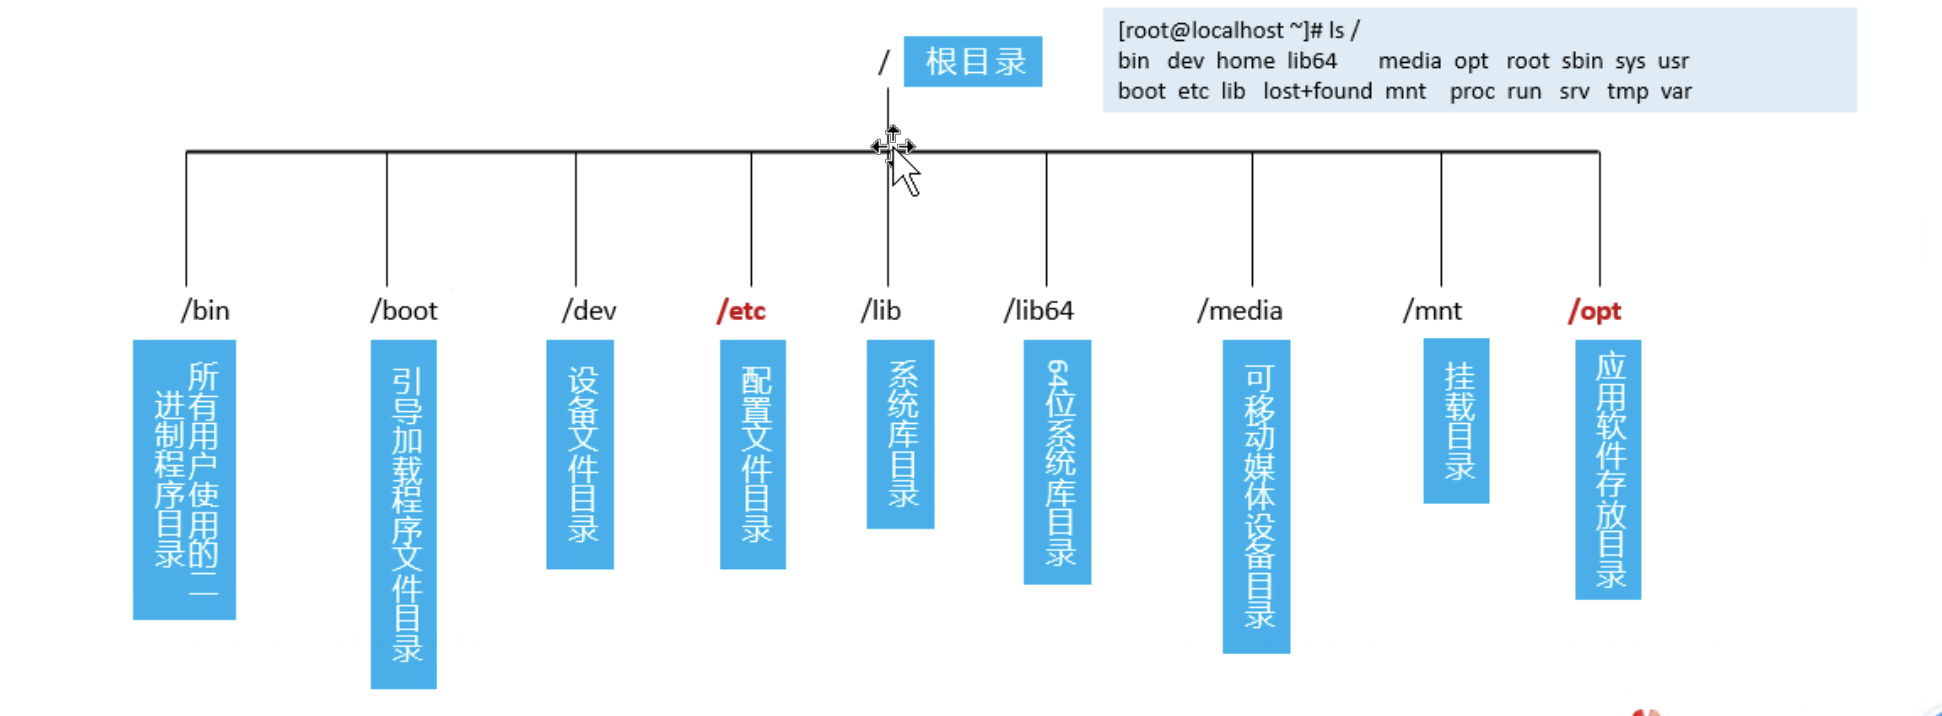 / 根目录
[root@localhost ~]# ls /
bin dev home lib64 media opt root sbin sys usr
boot etc lib lost+found mnt proc run srv tmp var
/bin
所有用户使用的二
进制程序目录
/boot
引导加载程序文件目录
/dev
设备文件目录
/etc
配置文件目录
/lib
系统库目录
/lib64
64位系统库目录
/media
可移动媒体设备目录
/mnt
挂载目录
/opt
应用软件存放目录